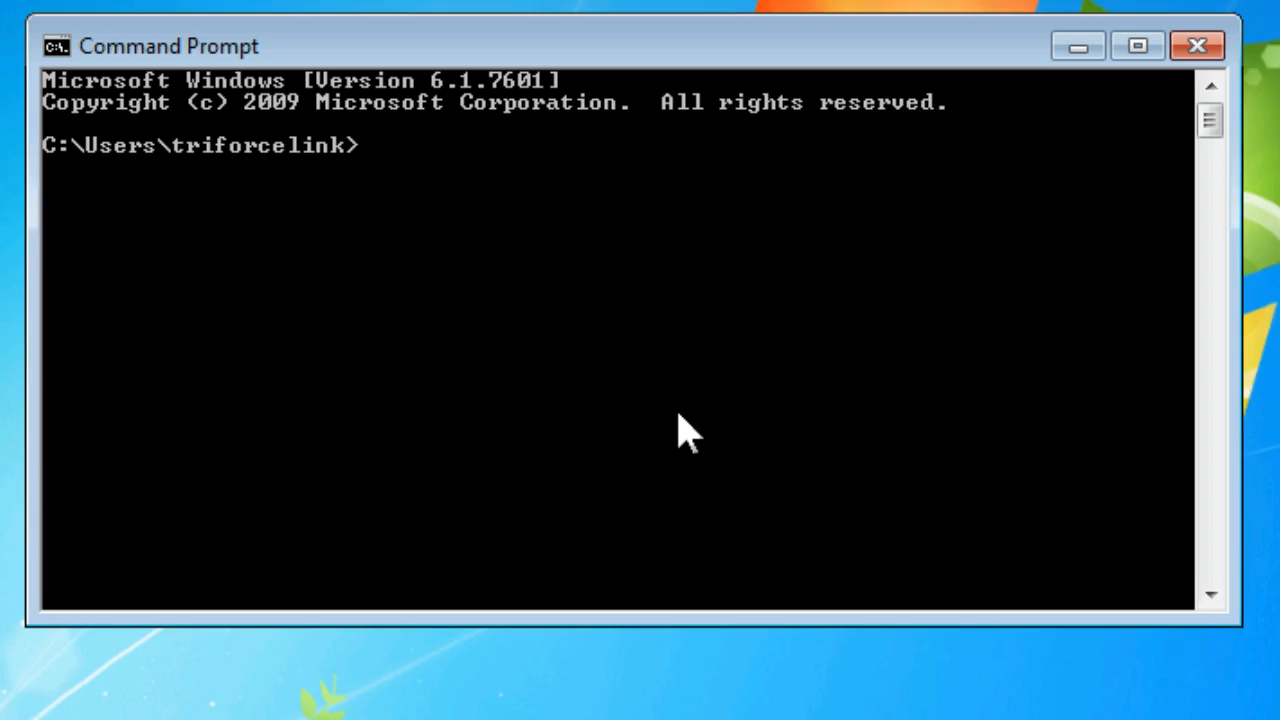 Command Prompt
Microsoft Windows [Version 6.1.7601]
Copyright (c) 2009 Microsoft Corporation.  All rights reserved.
C:\Users\triforcelink>